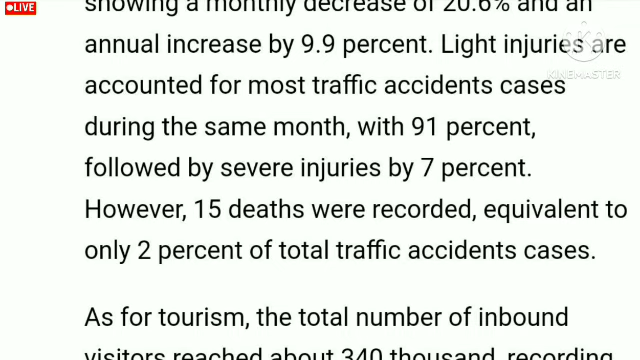 LIVE
showing a monthly decrease of 20.6% and an
annual increase by 9.9 percent. Light injuries are
accounted for most traffic accidents cases
KINEMASTER
during the same month, with 91 percent,
followed by severe injuries by 7 percent.
However, 15 deaths were recorded, equivalent to
only 2 percent of total traffic accidents cases.
As for tourism, the total number of inbound
visitors reached about 340 thousand, recording